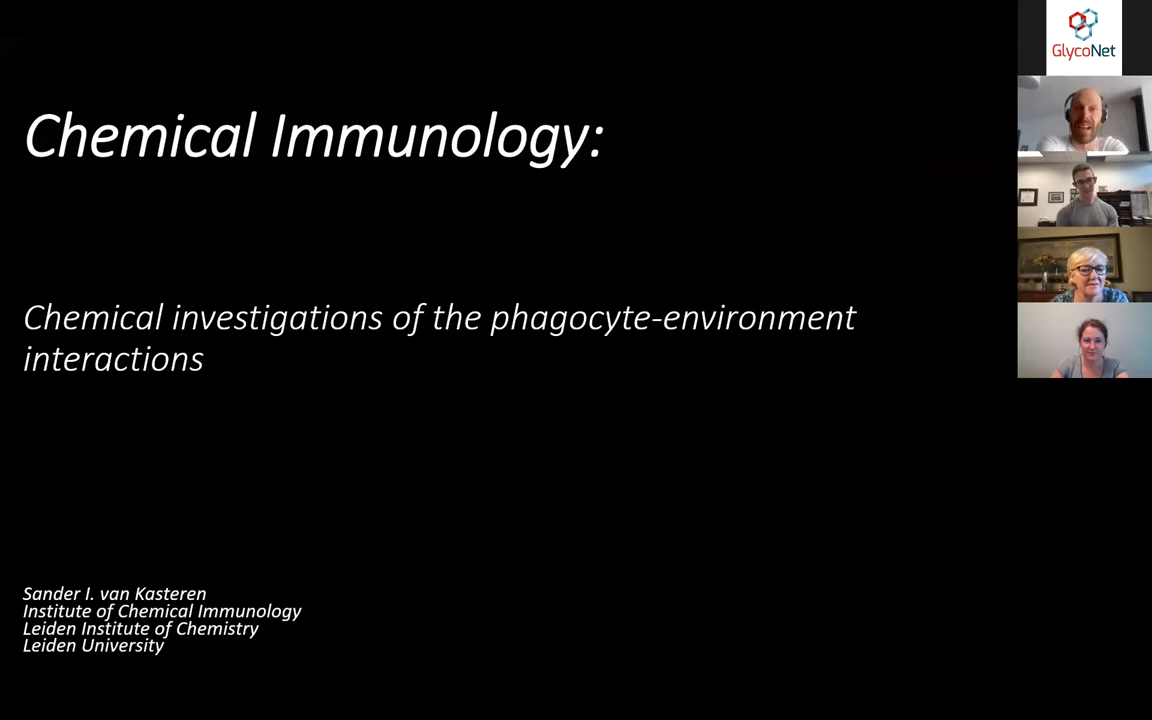 Chemical Immunology:
Chemical investigations of the phagocyte-environment
interactions
Sander I. van Kasteren
Institute of Chemical Immunology
Leiden Institute of Chemistry
Leiden University
GlycoNet